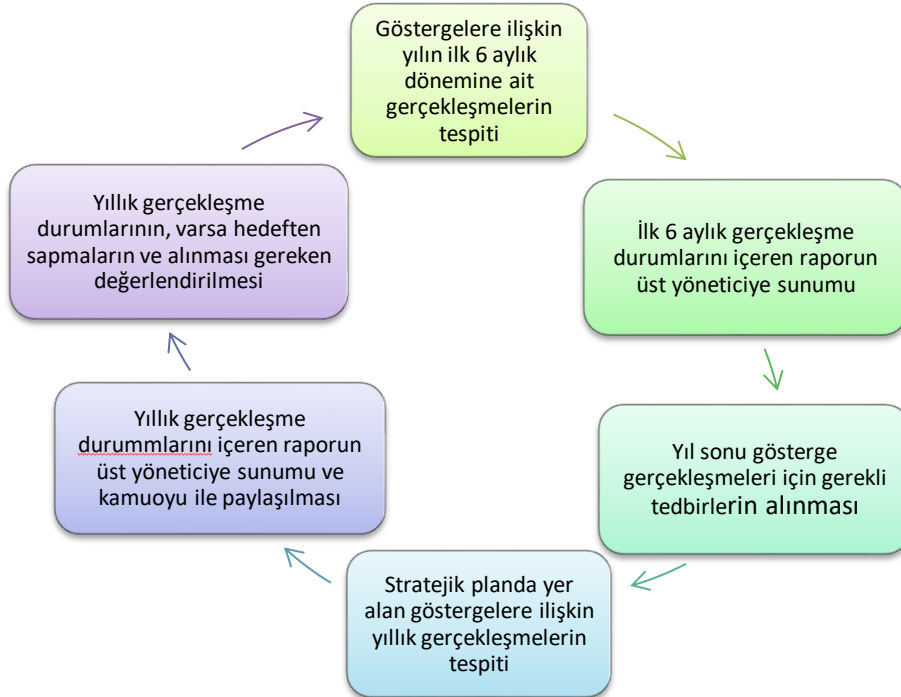 Göstergelere ilişkin
yılın ilk 6 aylık
dönemine ait
gerçekleşmelerin
tespiti
İlk 6 aylık gerçekleşme
durumlarını içeren raporun
üst yöneticiye sunumu
Yıl sonu gösterge
gerçekleşmeleri için gerekli
tedbirlerin alınması
Stratejik planda yer
alan göstergelere ilişkin
yıllık gerçekleşmelerin
tespiti
Yıllık gerçekleşme
durummlarını içeren raporun
üst yöneticiye sunumu ve
kamuoyu ile paylaşılması
Yıllık gerçekleşme
durumlarının, varsa hedeften
sapmaların ve alınması gereken
değerlendirilmesi